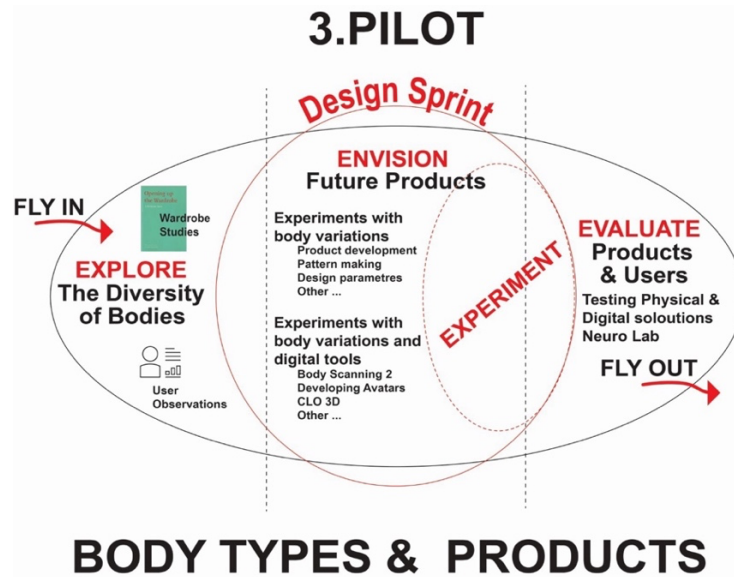 3.PILOT
Design Sprint
ENVISION
Future Products
FLY IN
Wardrobe
Studies
EXPLORE
The Diversity
of Bodies
User
Observations
Experiments with
body variations
Product development
Pattern making
Design parametres
Other ...
Experiments with
body variations and
digital tools
Body Scanning 2
Developing Avatars
CLO 3D
Other ...
EXPERIMENT
EVALUATE
Products
& Users
Testing Physical &
Digital soloutions
Neuro Lab
FLY OUT
BODY TYPES & PRODUCTS